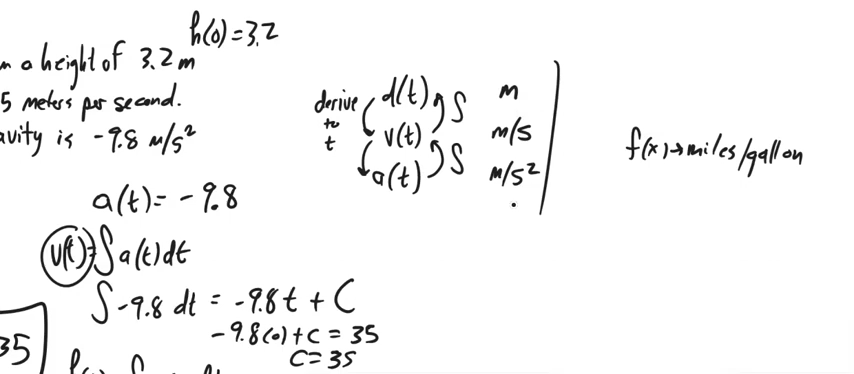 h(0)=3.2
a height of 3.2 m
5 meters per second.
is -9.8 m/s²
derive to t
d(t) ∫ m
v(t) ∫ m/s
a(t) m/s²
f(x)→miles/gallon
a(t) = -9.8
v(t)=∫a(t)dt
∫-9.8 dt = -9.8t + C
-9.8(0)+C = 35
C=35
35